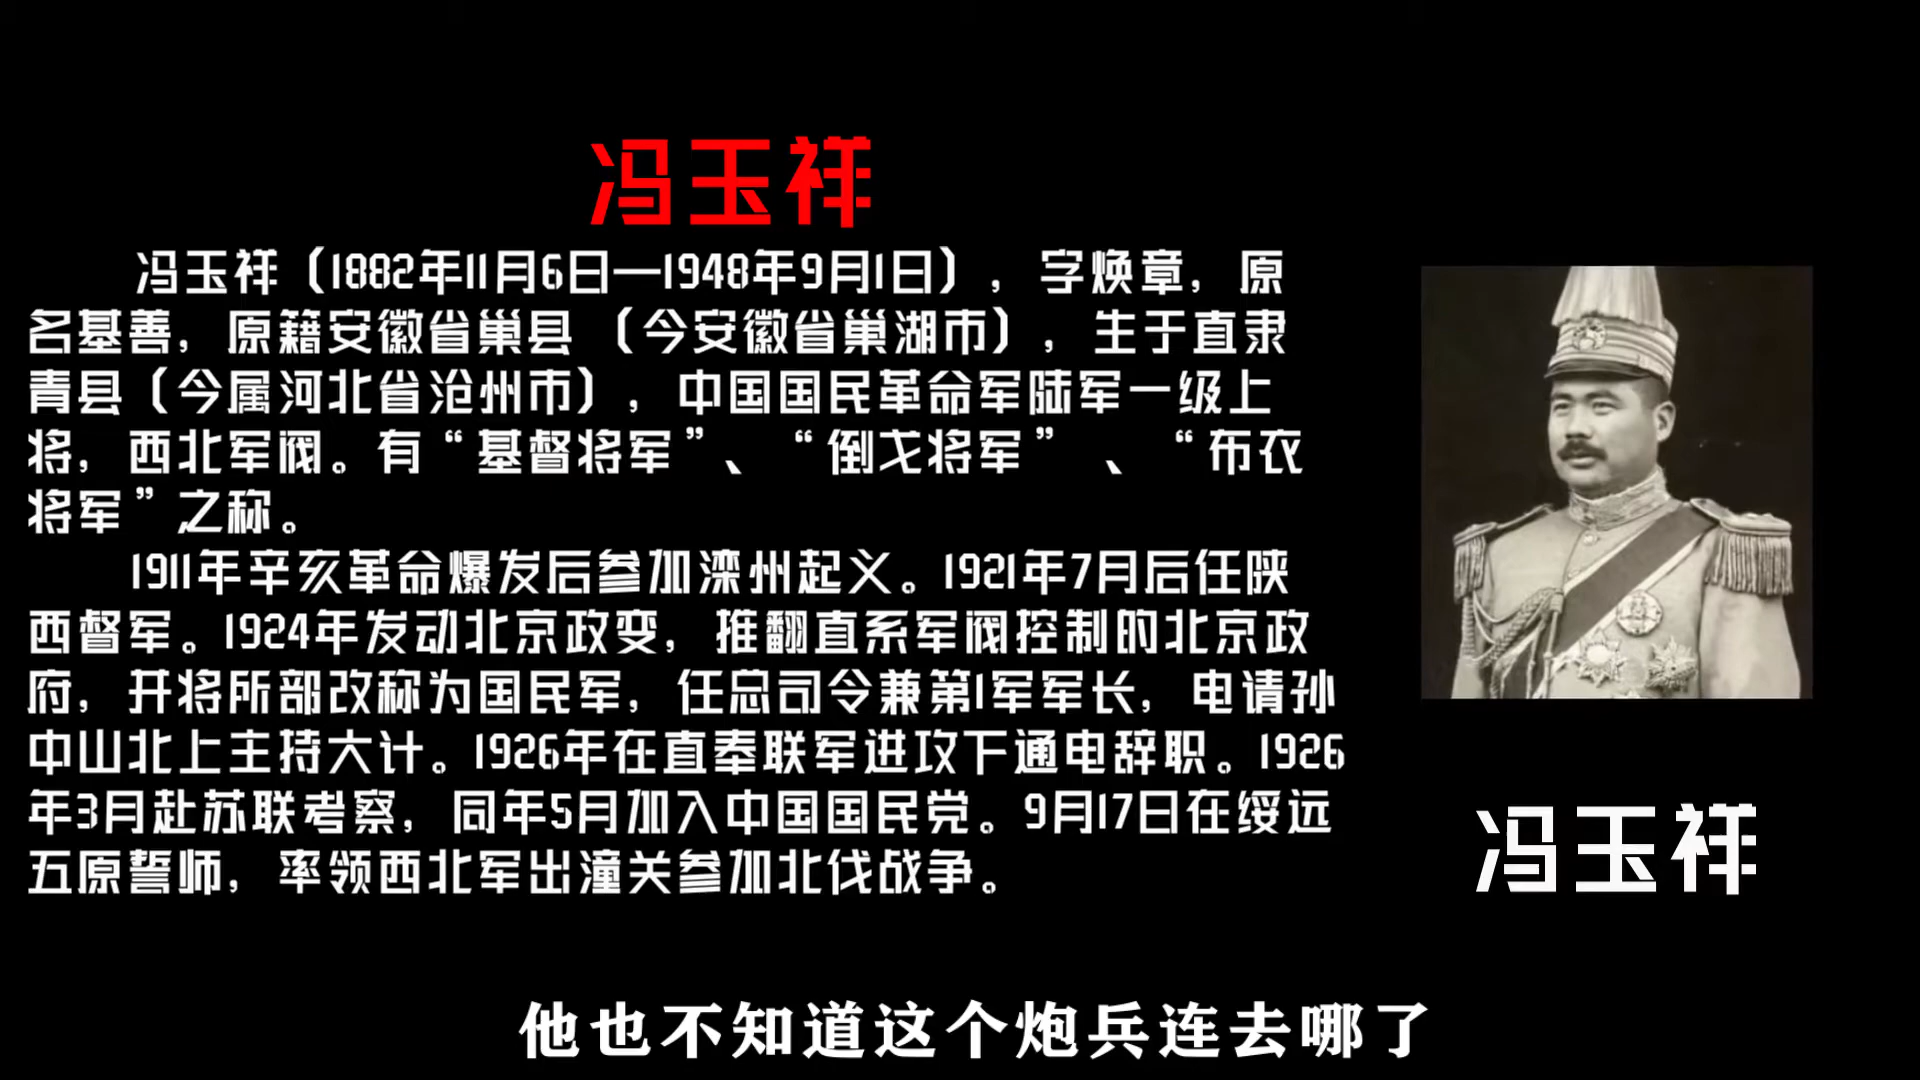 冯玉祥
冯玉祥（1882年11月6日—1948年9月1日），字焕章，原
名基善，原籍安徽省巢县（今安徽省巢湖市），生于直隶
青县（今属河北省沧州市），中国国民革命军陆军一级上
将，西北军阀。有“基督将军”、“倒戈将军”、“布衣
将军”之称。
1911年辛亥革命爆发后参加滦州起义。1921年7月后任陕
西督军。1924年发动北京政变，推翻直系军阀控制的北京政
府，并将所部改称为国民军，任总司令兼第1军军长，电请孙
中山北上主持大计。1926年在直奉联军进攻下通电辞职。1926
年3月赴苏联考察，同年5月加入中国国民党。9月17日在绥远
五原誓师，率领西北军出潼关参加北伐战争。
冯玉祥
他也不知道这个炮兵连去哪了